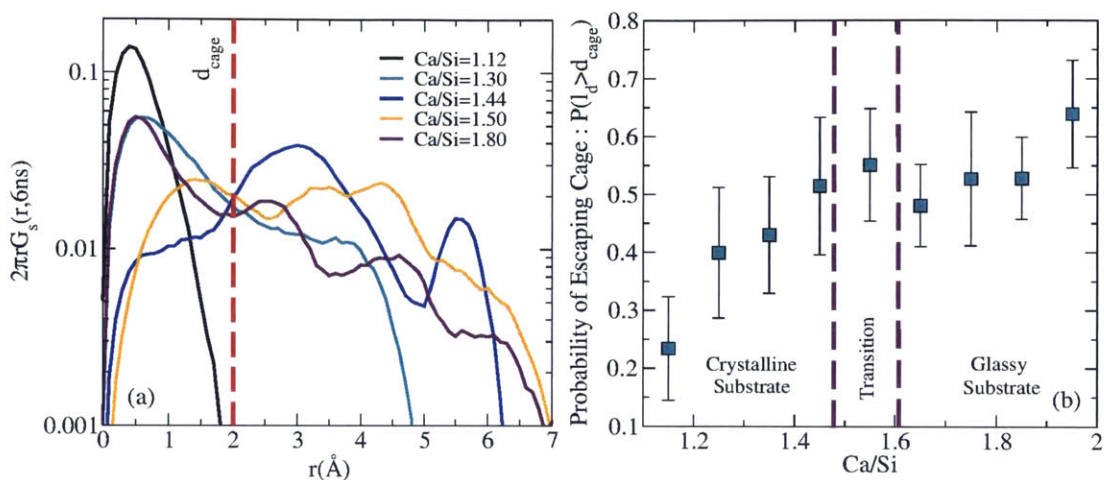 d_cage
Ca/Si=1.12
Ca/Si=1.30
Ca/Si=1.44
Ca/Si=1.50
Ca/Si=1.80
2πrG_s(r,6ns)
0.1
0.01
0.001
(a)
0 1 2 3 4 5 6 7
r(Å)
Probability of Escaping Cage : P(l_d>d_cage)
0.8
0.7
0.6
0.5
0.4
0.3
0.2
0.1
Crystalline
Substrate
Transition
Glassy
Substrate
(b)
1.2 1.4 1.6 1.8 2
Ca/Si